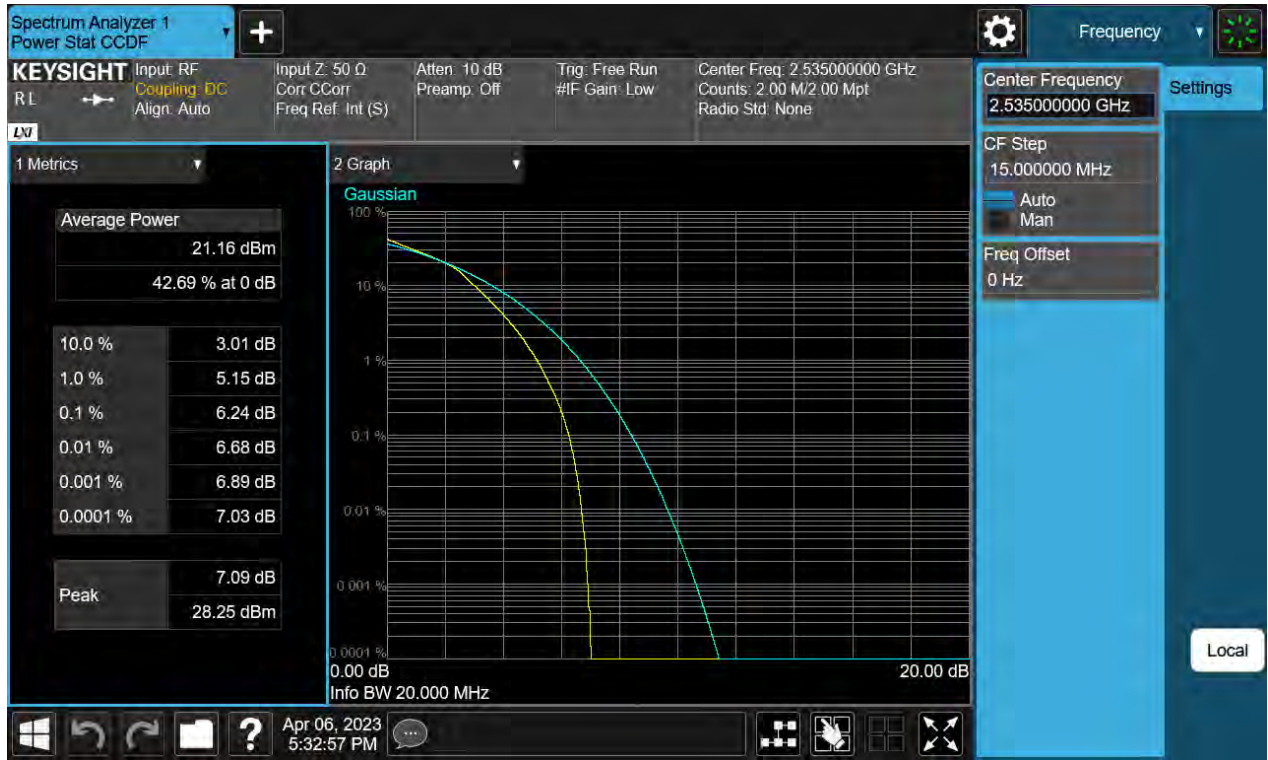 Spectrum Analyzer 1
Power Stat CCDF
+
Frequency
KEYSIGHT
RL
LXI
Input: RF
Coupling: DC
Align: Auto
Input Z: 50 Ω
Corr CCorr
Freq Ref: Int (S)
Atten: 10 dB
Preamp: Off
Trig: Free Run
#IF Gain: Low
Center Freq: 2.535000000 GHz
Counts: 2.00 M/2.00 Mpt
Radio Std: None
Center Frequency
2.535000000 GHz
Settings
CF Step
15.000000 MHz
Auto
Man
Freq Offset
0 Hz
1 Metrics
Average Power
21.16 dBm
42.69 % at 0 dB
10.0 % 3.01 dB
1.0 % 5.15 dB
0.1 % 6.24 dB
0.01 % 6.68 dB
0.001 % 6.89 dB
0.0001 % 7.03 dB
Peak
7.09 dB
28.25 dBm
2 Graph
Gaussian
100 %
10 %
1 %
0.1 %
0.01 %
0.001 %
0.0001 %
0.00 dB 20.00 dB
Info BW 20.000 MHz
Local
?
Apr 06, 2023
5:32:57 PM